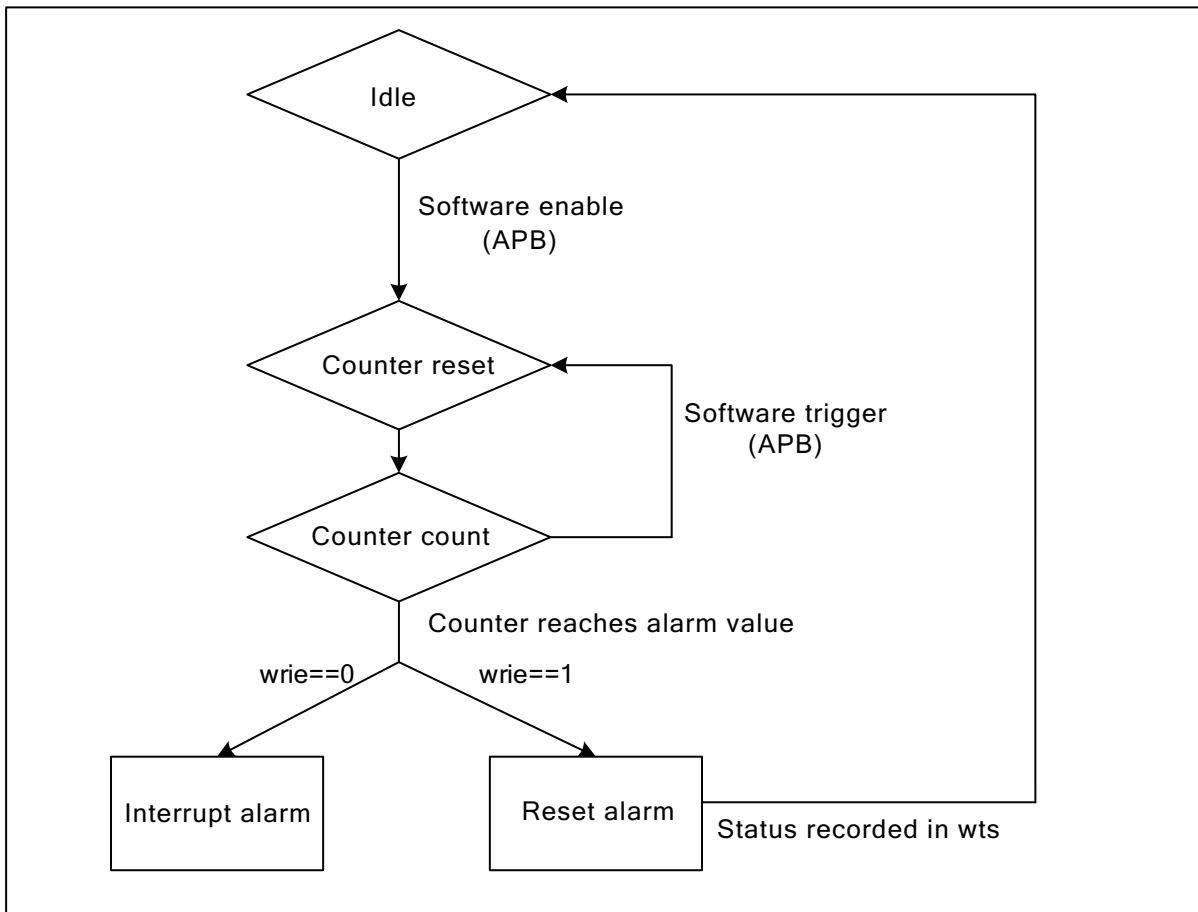 Idle
Software enable
(APB)
Counter reset
Software trigger
(APB)
Counter count
Counter reaches alarm value
wrie==0
wrie==1
Interrupt alarm
Reset alarm
Status recorded in wts